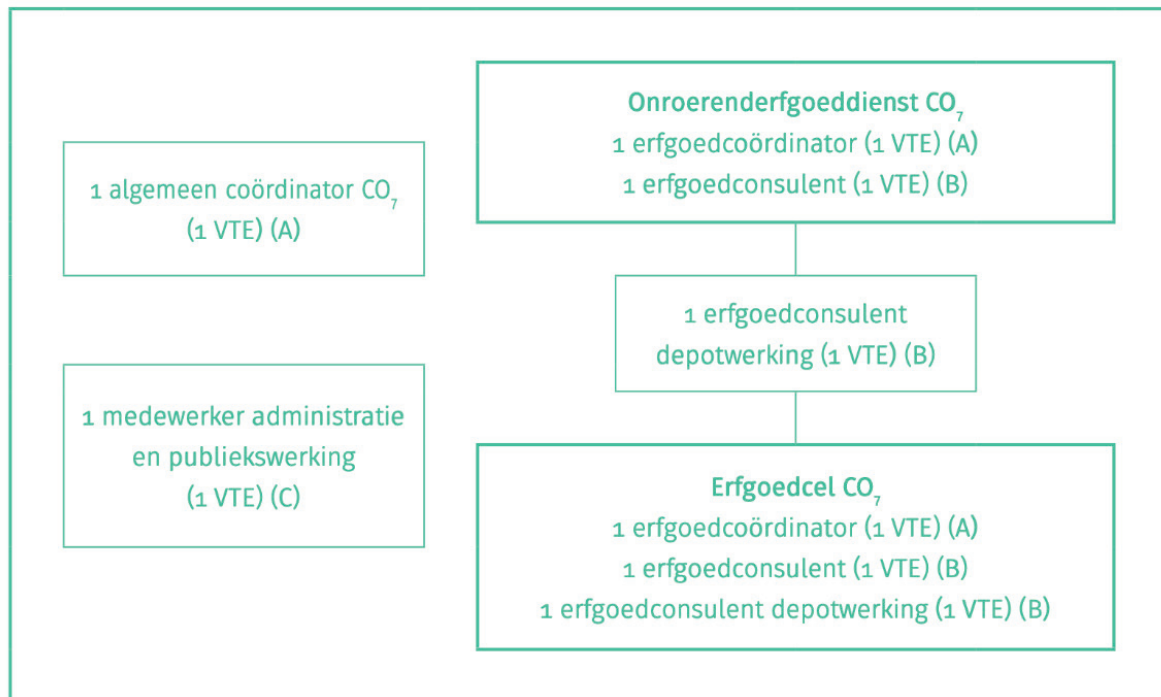 1 algemeen coördinator CO₇
(1 VTE) (A)
1 medewerker administratie
en publiekswerking
(1 VTE) (C)
Onroerenderfgoeddienst CO₇
1 erfgoedcoördinator (1 VTE) (A)
1 erfgoedconsulent (1 VTE) (B)
1 erfgoedconsulent
depotwerking (1 VTE) (B)
Erfgoedcel CO₇
1 erfgoedcoördinator (1 VTE) (A)
1 erfgoedconsulent (1 VTE) (B)
1 erfgoedconsulent depotwerking (1 VTE) (B)